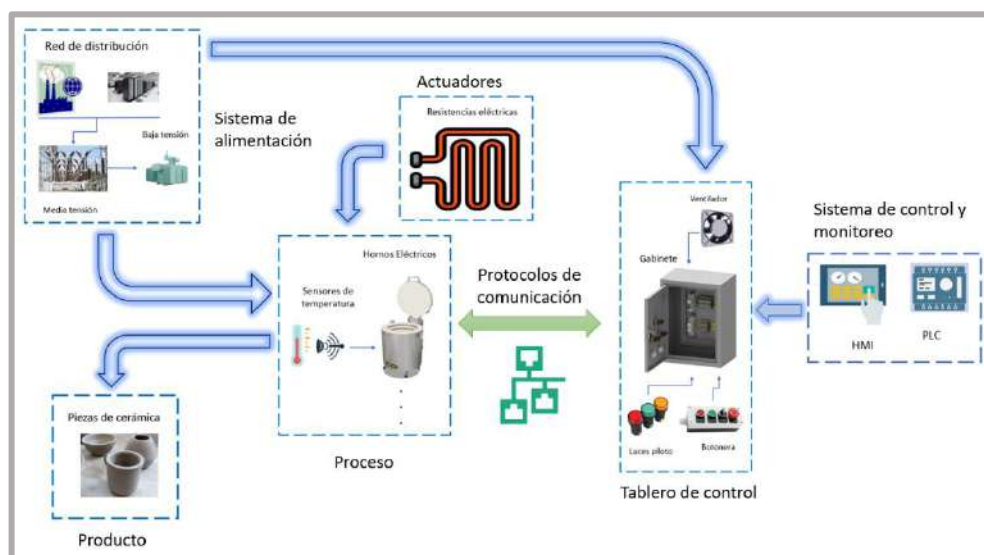 Red de distribución
Baja tensión
Media tensión
Sistema de
alimentación
Actuadores
Resistencias eléctricas
Hornos Eléctricos
Sensores de
temperatura
Proceso
Piezas de cerámica
Producto
Protocolos de
comunicación
Ventilador
Gabinete
Luces piloto
Botonera
Tablero de control
Sistema de control y
monitoreo
HMI
PLC